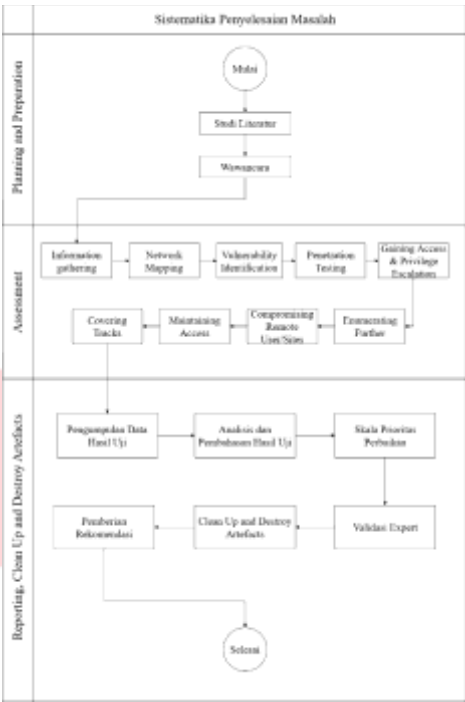 Sistematika Penyelesaian Masalah
Planning and Preparation
Mulai
Studi Literatur
Wawancara
Assessment
Information
gathering
Network
Mapping
Vulnerability
Identification
Penetration
Testing
Gaining Access
& Privilege
Escalation
Enumerating
Further
Compromising
Remote
User/Sites
Maintaining
Access
Covering
Tracks
Reporting, Clean Up and Destroy Artefacts
Pengumpulan Data
Hasil Uji
Analisis dan
Pembahasan Hasil Uji
Skala Prioritas
Perbaikan
Validasi Expert
Clean Up and Destroy
Artefacts
Pemberian
Rekomendasi
Selesai